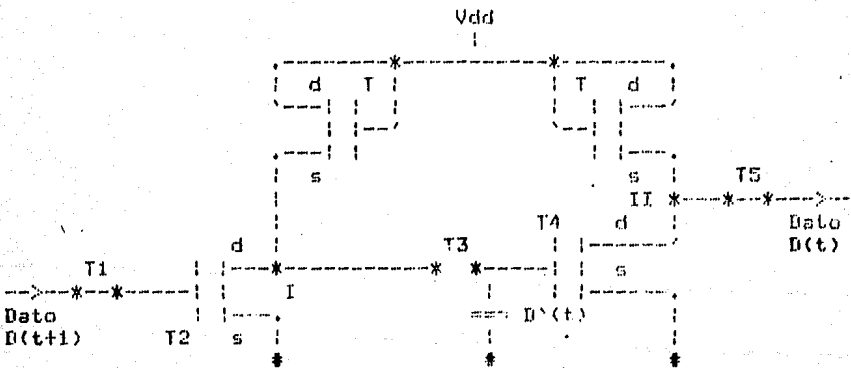 Vdd
d T T d
s s T5
II
T4 d Dato
d T3 D(t)
T1 s
I
Dato === D`(t)
D(t+1) T2 s